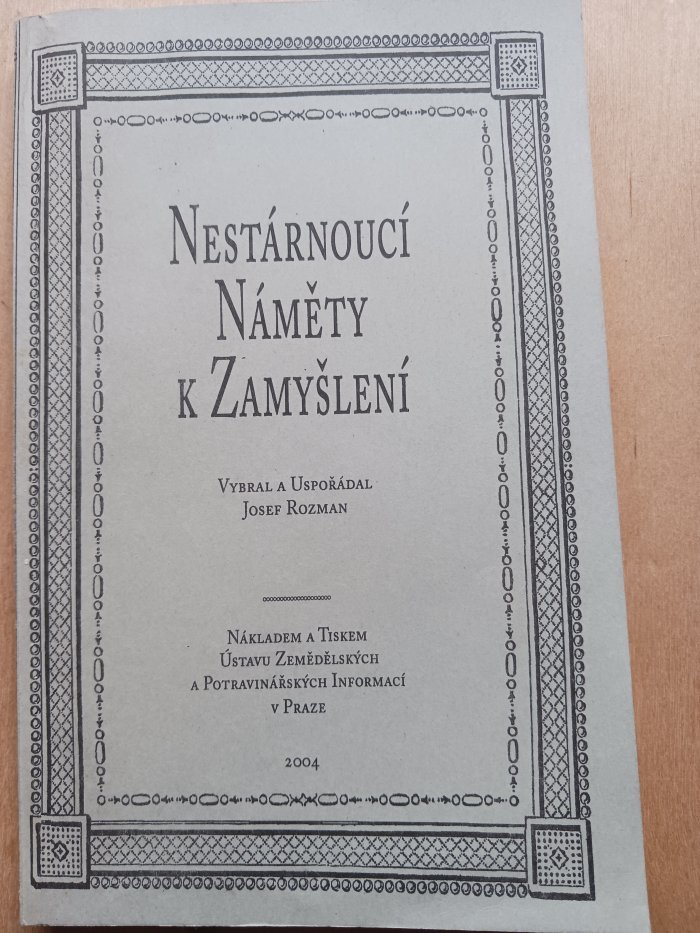 NESTÁRNOUCÍ
NÁMĚTY
K ZAMYŠLENÍ
VYBRAL A USPOŘÁDAL
JOSEF ROZMAN
NÁKLADEM A TISKEM
ÚSTAVU ZEMĚDĚLSKÝCH
A POTRAVINÁŘSKÝCH INFORMACÍ
V PRAZE
2004